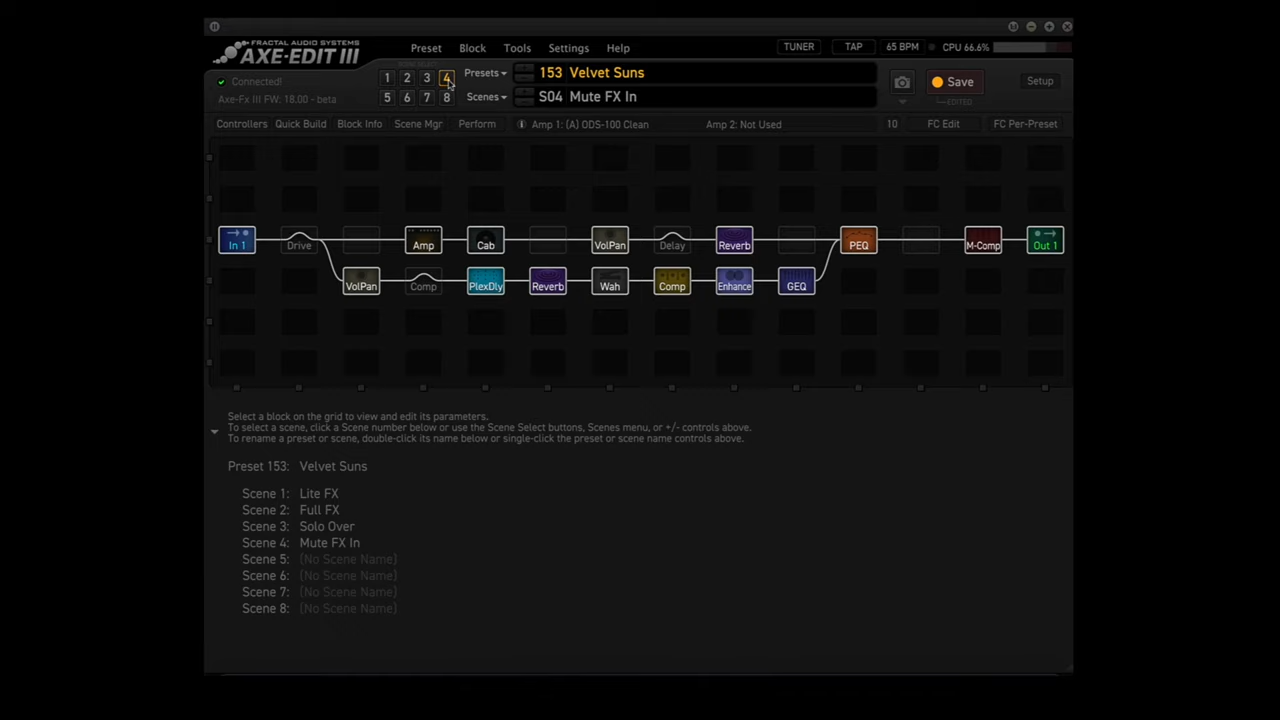 FRACTAL AUDIO SYSTEMS
AXE-EDIT III
Preset Block Tools Settings Help
TUNER TAP 65 BPM CPU 66.6%
Connected!
Axe-Fx III FW: 18.00 - beta
SCENE SELECT
1 2 3 4
5 6 7 8
Presets
153 Velvet Suns
Scenes
S04 Mute FX In
Save
EDITED
Setup
Controllers Quick Build Block Info Scene Mgr Perform Amp 1: (A) ODS-100 Clean Amp 2: Not Used 10 FC Edit FC Per-Preset
In 1 Drive Amp Cab VolPan Delay Reverb PEQ M-Comp Out 1
VolPan Comp PlexDly Reverb Wah Comp Enhance GEQ
Select a block on the grid to view and edit its parameters.
To select a scene, click a Scene number below or use the Scene Select buttons, Scenes menu, or +/- controls above.
To rename a preset or scene, double-click its name below or single-click the preset or scene name controls above.
Preset 153: Velvet Suns
Scene 1: Lite FX
Scene 2: Full FX
Scene 3: Solo Over
Scene 4: Mute FX In
Scene 5: (No Scene Name)
Scene 6: (No Scene Name)
Scene 7: (No Scene Name)
Scene 8: (No Scene Name)